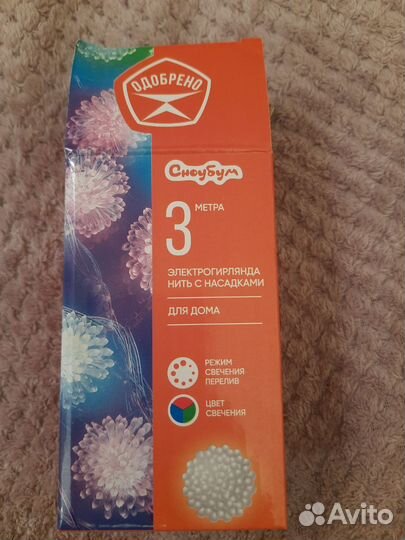 ОДОБРЕНО
Сноубум
3 МЕТРА
ЭЛЕКТРОГИРЛЯНДА
НИТЬ С НАСАДКАМИ
ДЛЯ ДОМА
РЕЖИМ
СВЕЧЕНИЯ
ПЕРЕЛИВ
ЦВЕТ
СВЕЧЕНИЯ
Avito